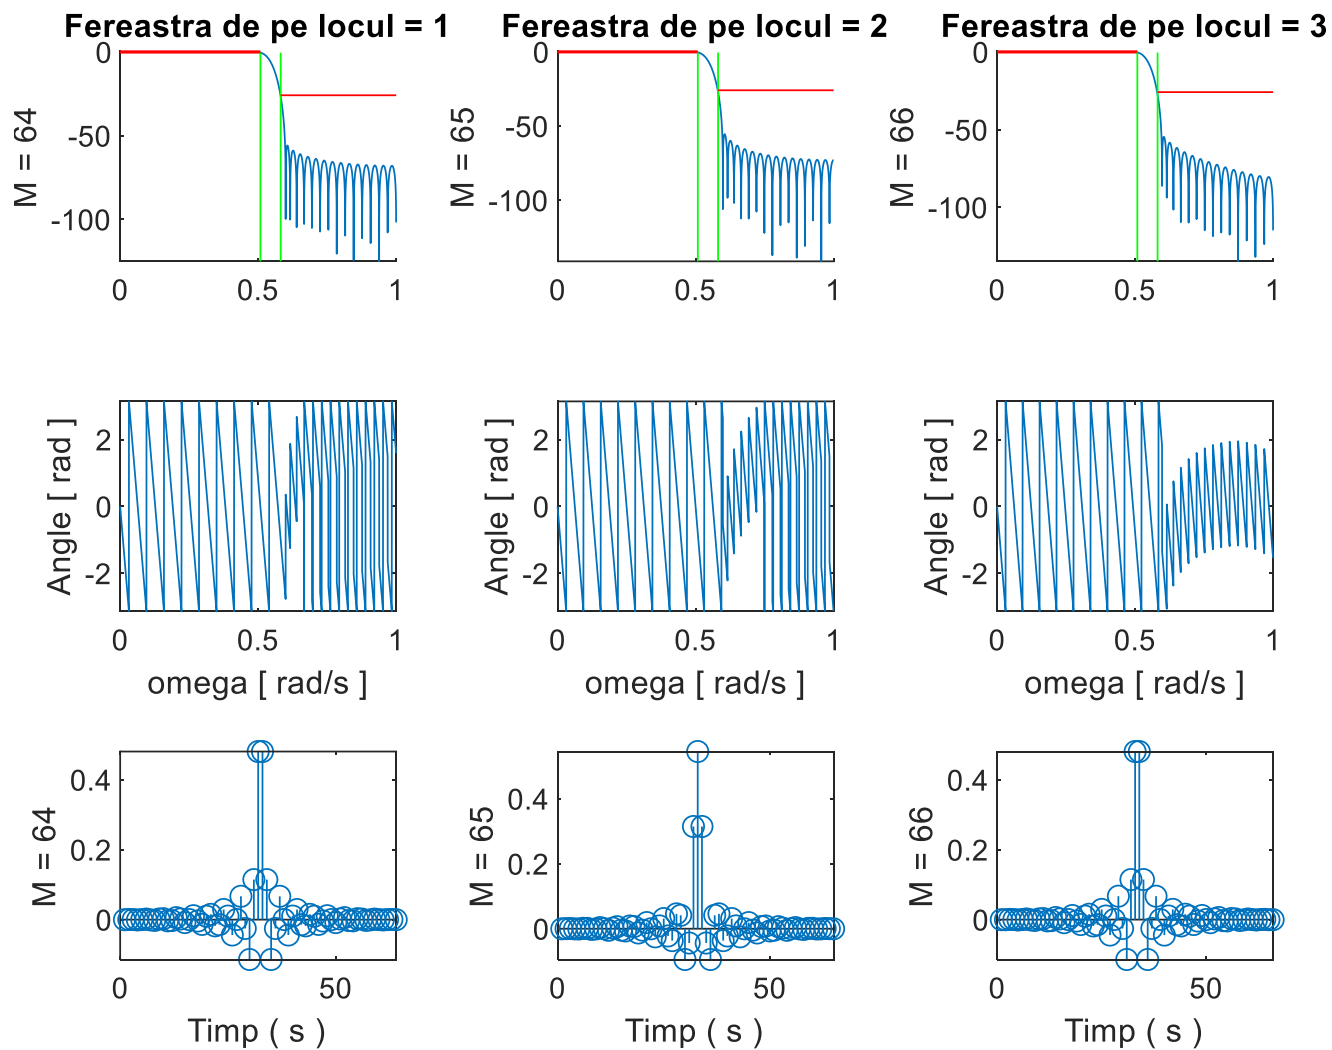 Fereastra de pe locul = 1
Fereastra de pe locul = 2
Fereastra de pe locul = 3
0
-50
-100
M = 64
0
0.5
1
0
-50
-100
M = 65
0
0.5
1
0
-50
-100
M = 66
0
0.5
1
2
0
-2
Angle [ rad ]
0
0.5
1
omega [ rad/s ]
2
0
-2
Angle [ rad ]
0
0.5
1
omega [ rad/s ]
2
0
-2
Angle [ rad ]
0
0.5
1
omega [ rad/s ]
0.4
0.2
0
M = 64
0
50
Timp ( s )
0.4
0.2
0
M = 65
0
50
Timp ( s )
0.4
0.2
0
M = 66
0
50
Timp ( s )